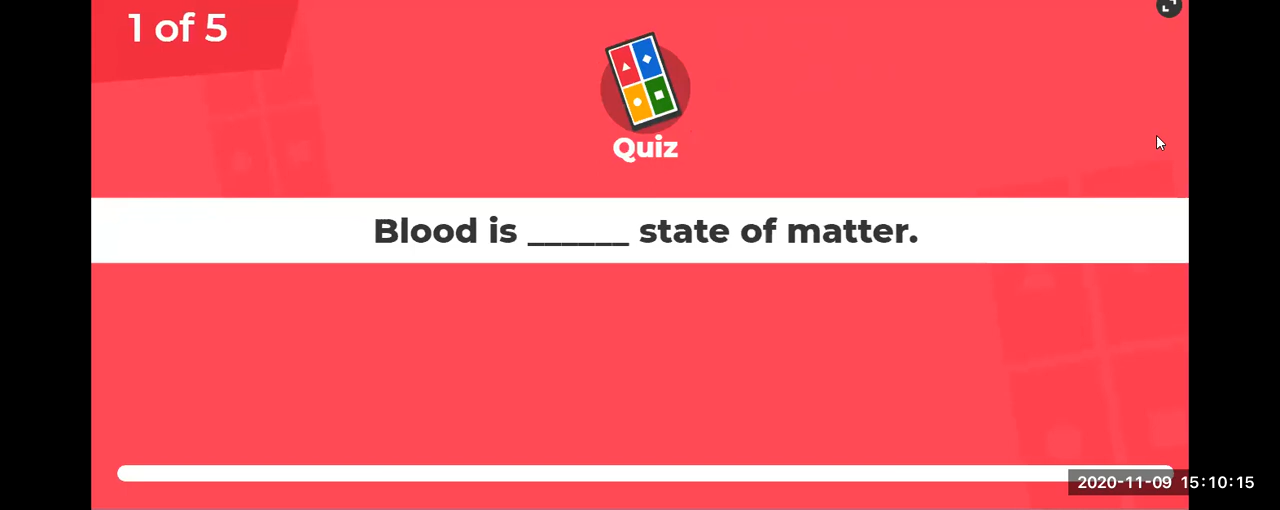 1 of 5
Quiz
Blood is ______ state of matter.
2020-11-09 15:10:15